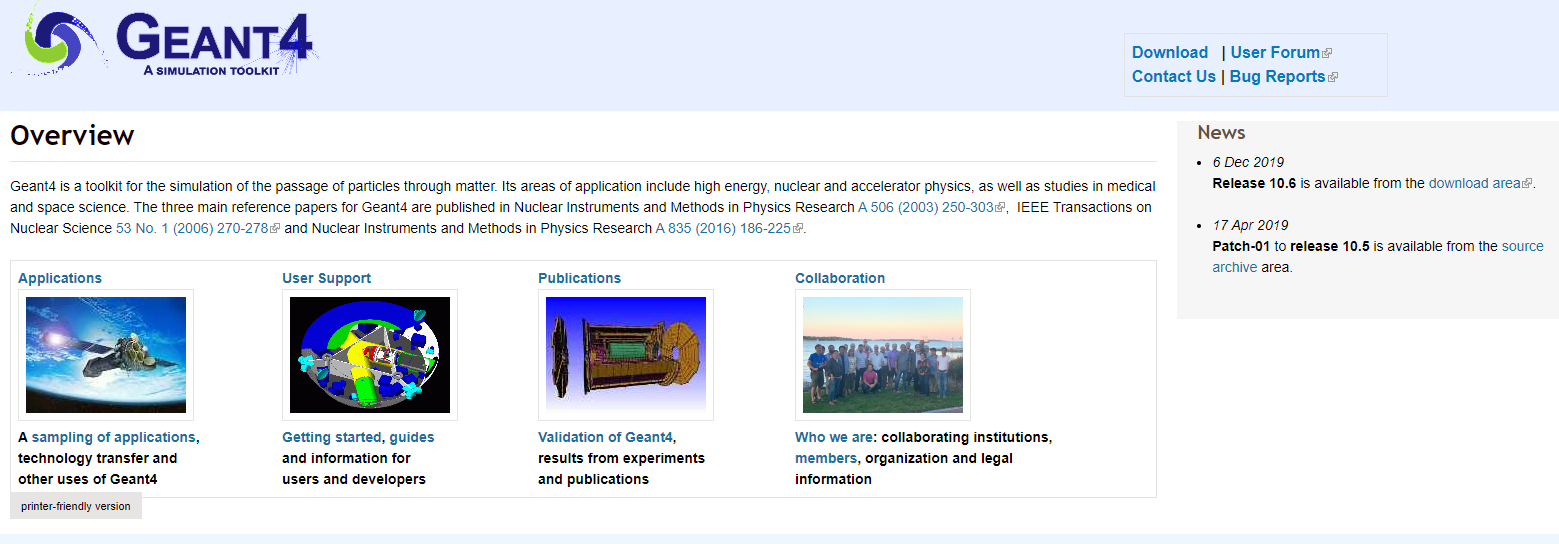 GEANT4
A SIMULATION TOOLKIT
Download | User Forum
Contact Us | Bug Reports
Overview
Geant4 is a toolkit for the simulation of the passage of particles through matter. Its areas of application include high energy, nuclear and accelerator physics, as well as studies in medical
and space science. The three main reference papers for Geant4 are published in Nuclear Instruments and Methods in Physics Research A 506 (2003) 250-303, IEEE Transactions on
Nuclear Science 53 No. 1 (2006) 270-278 and Nuclear Instruments and Methods in Physics Research A 835 (2016) 186-225.
Applications
A sampling of applications,
technology transfer and
other uses of Geant4
User Support
Getting started, guides
and information for
users and developers
Publications
Validation of Geant4,
results from experiments
and publications
Collaboration
Who we are: collaborating institutions,
members, organization and legal
information
printer-friendly version
News
• 6 Dec 2019
Release 10.6 is available from the download area.
• 17 Apr 2019
Patch-01 to release 10.5 is available from the source
archive area.